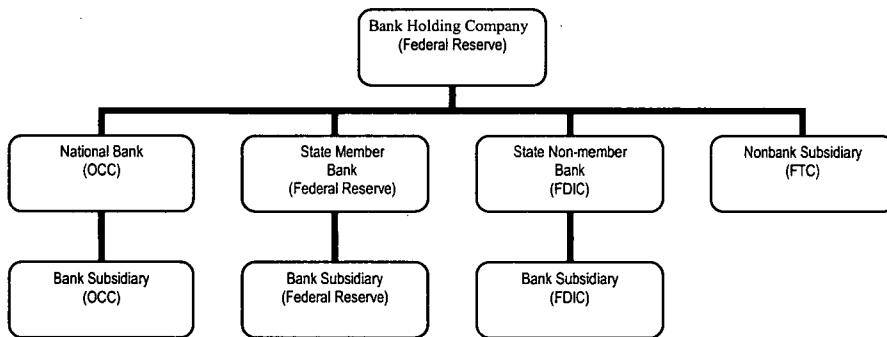 Bank Holding Company
(Federal Reserve)
National Bank
(OCC)
State Member
Bank
(Federal Reserve)
State Non-member
Bank
(FDIC)
Nonbank Subsidiary
(FTC)
Bank Subsidiary
(OCC)
Bank Subsidiary
(Federal Reserve)
Bank Subsidiary
(FDIC)